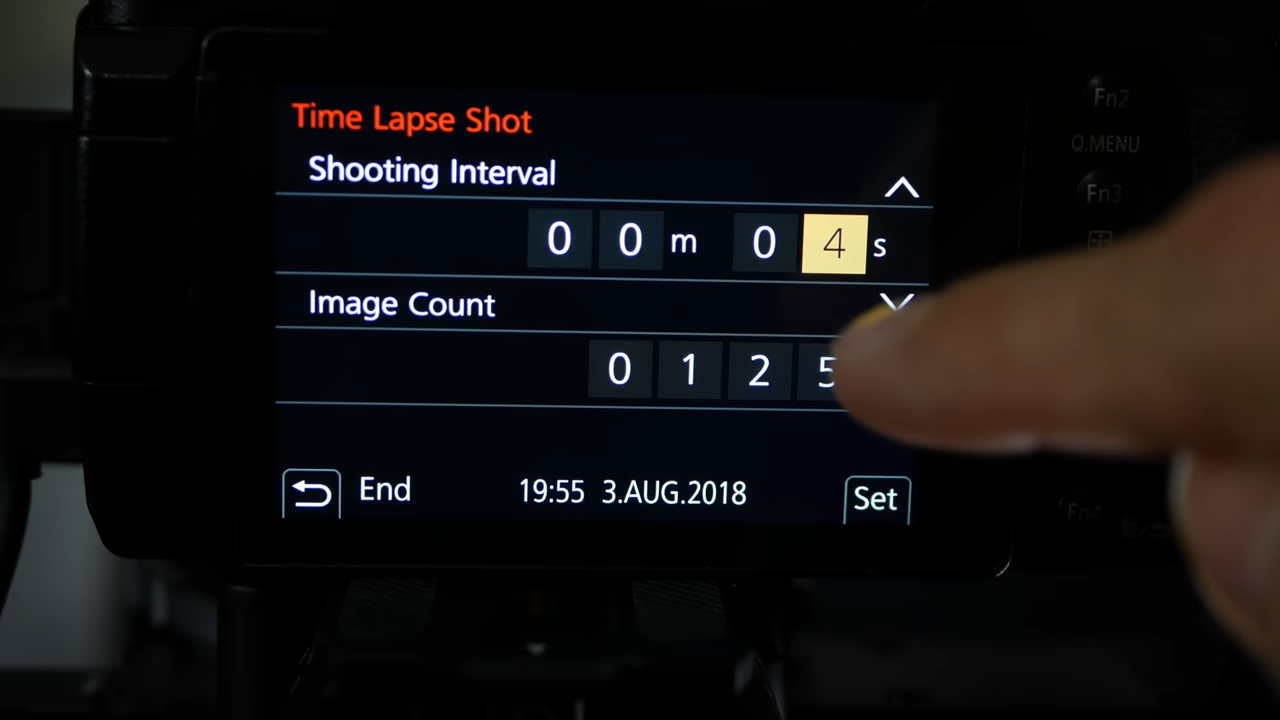 Time Lapse Shot
Fn2
Shooting Interval
Q.MENU
Fn3
0 0 m 0 4 s
Image Count
0 1 2 5
End 19:55 3.AUG.2018 Set
Fn4